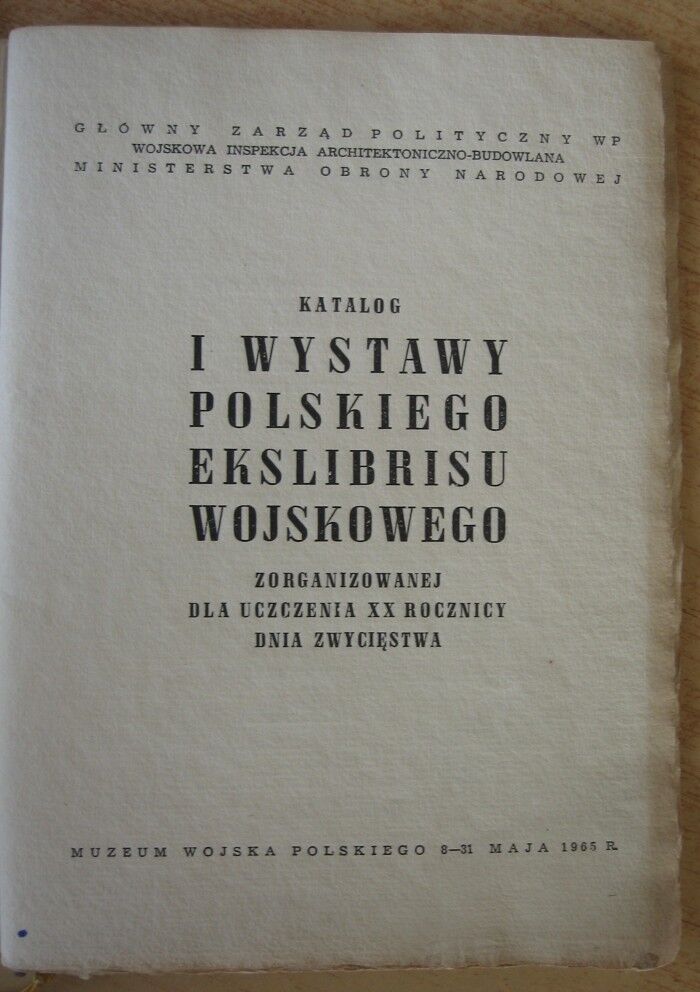 GŁÓWNY ZARZĄD POLITYCZNY WP
WOJSKOWA INSPEKCJA ARCHITEKTONICZNO-BUDOWLANA
MINISTERSTWA OBRONY NARODOWEJ
KATALOG
I WYSTAWY
POLSKIEGO
EKSLIBRISU
WOJSKOWEGO
ZORGANIZOWANEJ
DLA UCZCZENIA XX ROCZNICY
DNIA ZWYCIĘSTWA
MUZEUM WOJSKA POLSKIEGO 8—31 MAJA 1965 R.